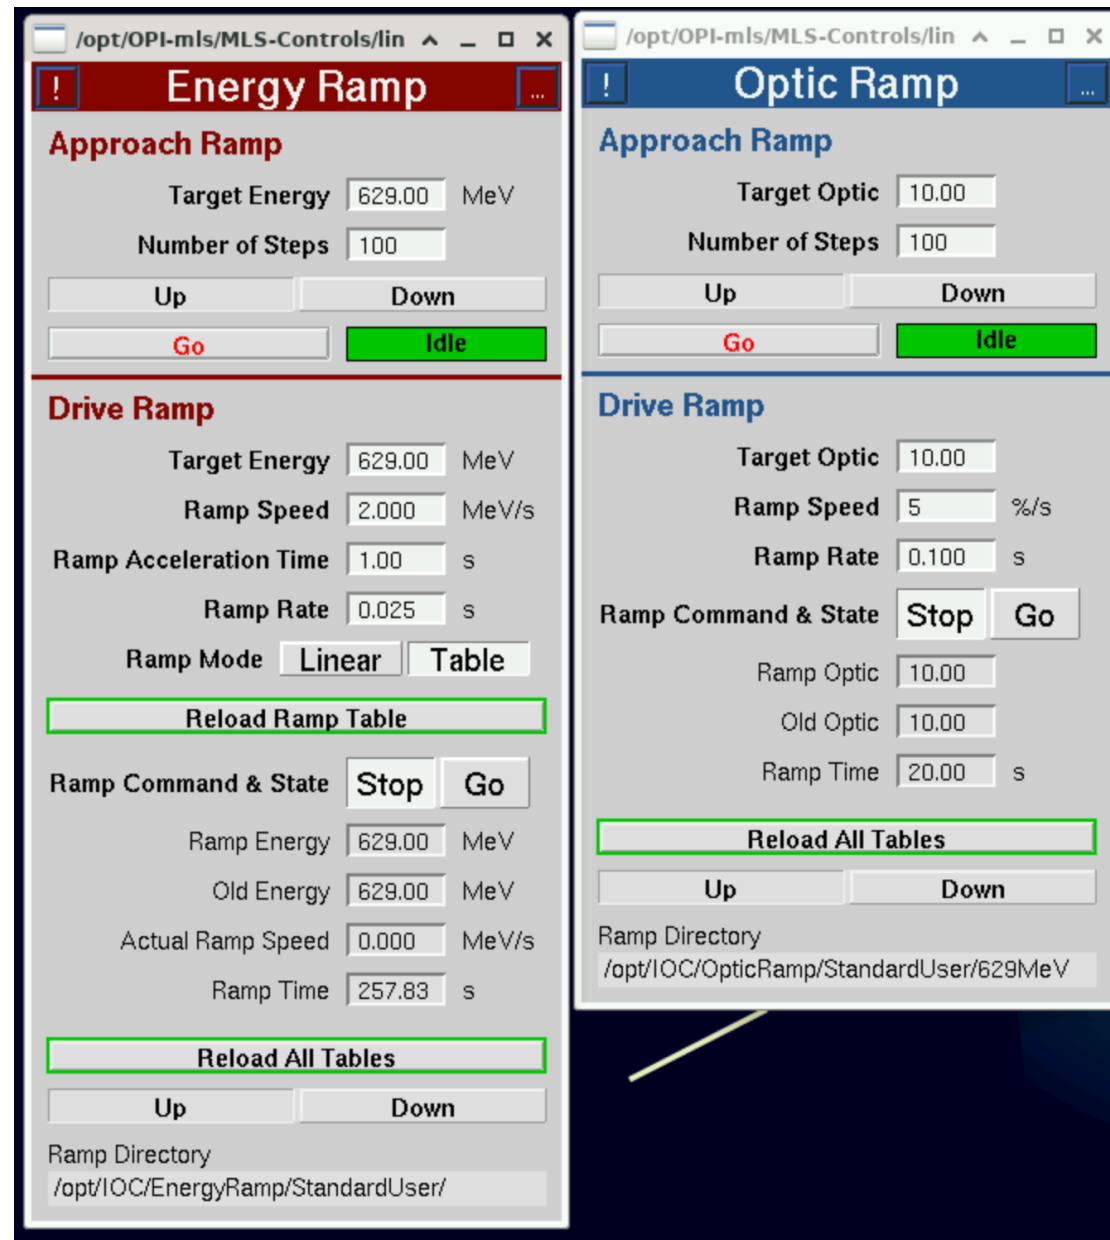 /opt/OPI-mls/MLS-Controls/lin
! Energy Ramp ...
Approach Ramp
Target Energy 629.00 MeV
Number of Steps 100
Up Down
Go Idle
Drive Ramp
Target Energy 629.00 MeV
Ramp Speed 2.000 MeV/s
Ramp Acceleration Time 1.00 s
Ramp Rate 0.025 s
Ramp Mode Linear Table
Reload Ramp Table
Ramp Command & State Stop Go
Ramp Energy 629.00 MeV
Old Energy 629.00 MeV
Actual Ramp Speed 0.000 MeV/s
Ramp Time 257.83 s
Reload All Tables
Up Down
Ramp Directory
/opt/IOC/EnergyRamp/StandardUser/
/opt/OPI-mls/MLS-Controls/lin
! Optic Ramp ...
Approach Ramp
Target Optic 10.00
Number of Steps 100
Up Down
Go Idle
Drive Ramp
Target Optic 10.00
Ramp Speed 5 %/s
Ramp Rate 0.100 s
Ramp Command & State Stop Go
Ramp Optic 10.00
Old Optic 10.00
Ramp Time 20.00 s
Reload All Tables
Up Down
Ramp Directory
/opt/IOC/OpticRamp/StandardUser/629MeV